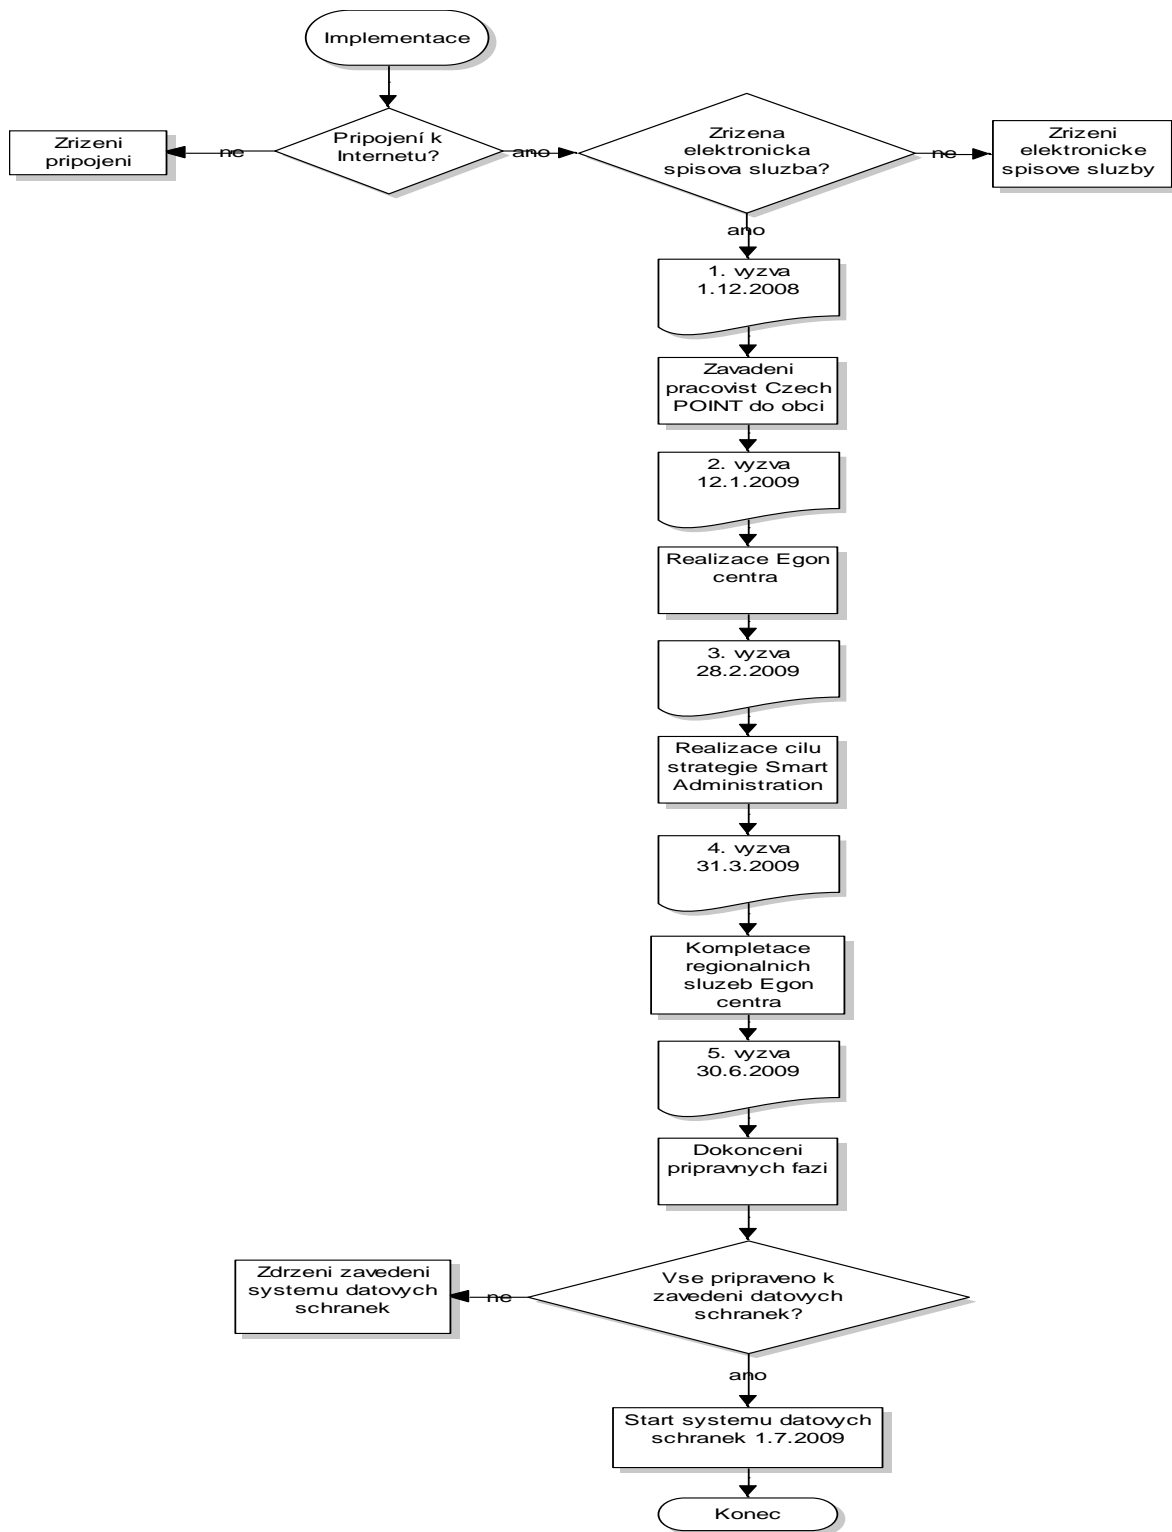 Implementace
Pripojení k
Internetu?
ne
Zrizeni
pripojeni
ano
Zrizena
elektronicka
spisova sluzba?
ne
Zrizeni
elektronicke
spisove sluzby
ano
1. vyzva
1.12.2008
Zavadeni
pracovist Czech
POINT do obci
2. vyzva
12.1.2009
Realizace Egon
centra
3. vyzva
28.2.2009
Realizace cilu
strategie Smart
Administration
4. vyzva
31.3.2009
Kompletace
regionalnich
sluzeb Egon
centra
5. vyzva
30.6.2009
Dokonceni
pripravnych fazi
Vse pripraveno k
zavedeni datovych
schranek?
ne
Zdrzeni zavedeni
systemu datovych
schranek
ano
Start systemu datovych
schranek 1.7.2009
Konec